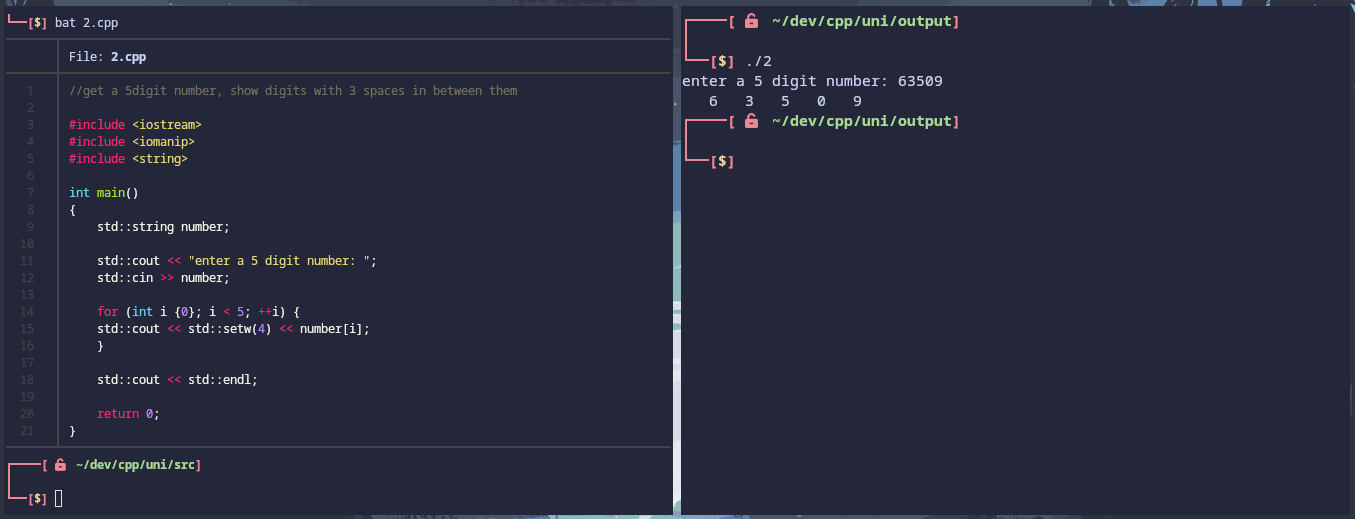 [$] bat 2.cpp
File: 2.cpp
1 //get a 5digit number, show digits with 3 spaces in between them
2
3 #include <iostream>
4 #include <iomanip>
5 #include <string>
6
7 int main()
8 {
9 std::string number;
10
11 std::cout << "enter a 5 digit number: ";
12 std::cin >> number;
13
14 for (int i {0}; i < 5; ++i) {
15 std::cout << std::setw(4) << number[i];
16 }
17
18 std::cout << std::endl;
19
20 return 0;
21 }
[ ~/dev/cpp/uni/src]
[$]
[ ~/dev/cpp/uni/output]
[$] ./2
enter a 5 digit number: 63509
6   3   5   0   9
[ ~/dev/cpp/uni/output]
[$]